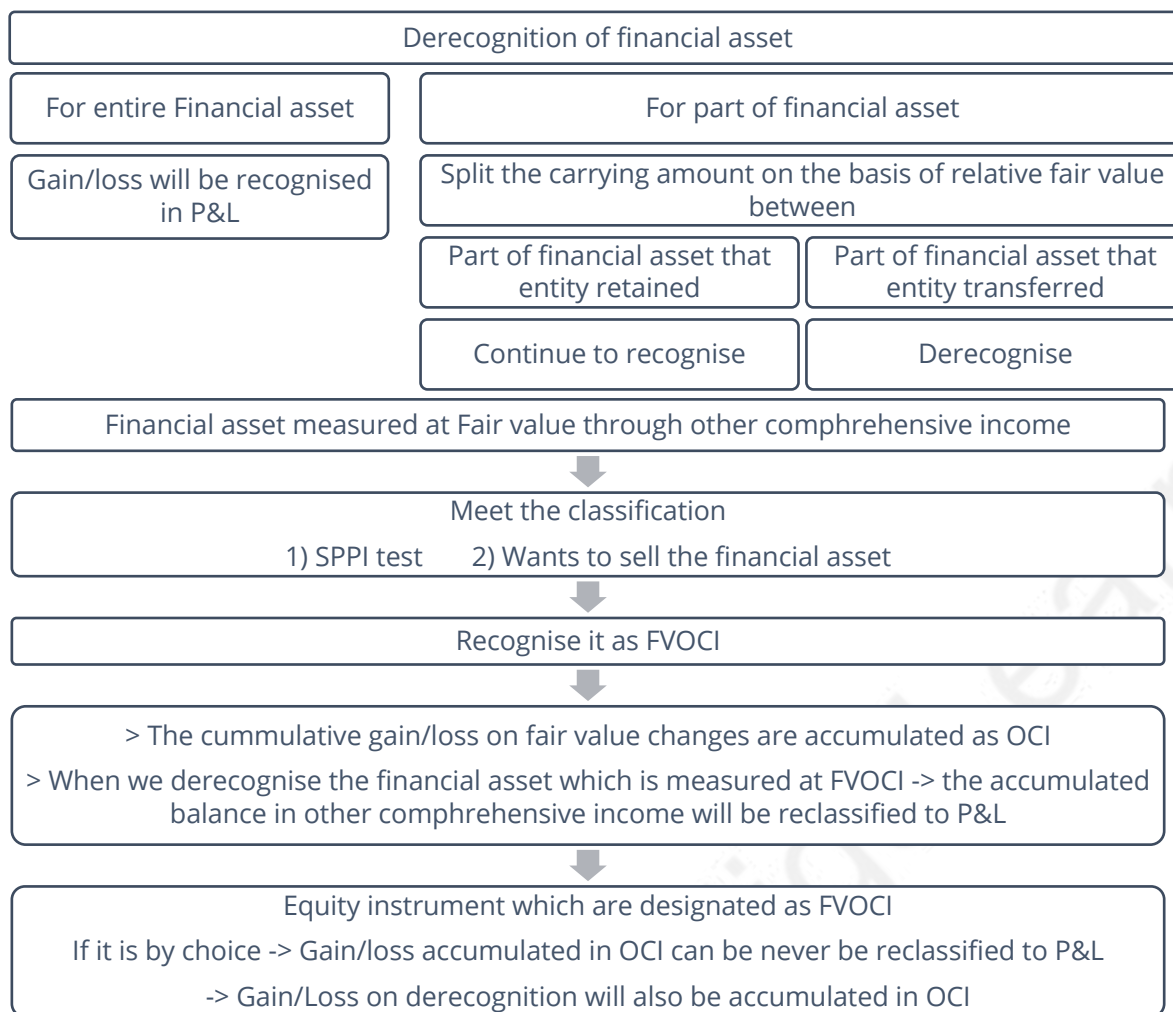 Derecognition of financial asset
For entire Financial asset
For part of financial asset
Gain/loss will be recognised
in P&L
Split the carrying amount on the basis of relative fair value
between
Part of financial asset that
entity retained
Part of financial asset that
entity transferred
Continue to recognise
Derecognise
Financial asset measured at Fair value through other comphrehensive income
Meet the classification
1) SPPI test 2) Wants to sell the financial asset
Recognise it as FVOCI
> The cummulative gain/loss on fair value changes are accumulated as OCI
> When we derecognise the financial asset which is measured at FVOCI -> the accumulated
balance in other comphrehensive income will be reclassified to P&L
Equity instrument which are designated as FVOCI
If it is by choice -> Gain/loss accumulated in OCI can be never be reclassified to P&L
-> Gain/Loss on derecognition will also be accumulated in OCI